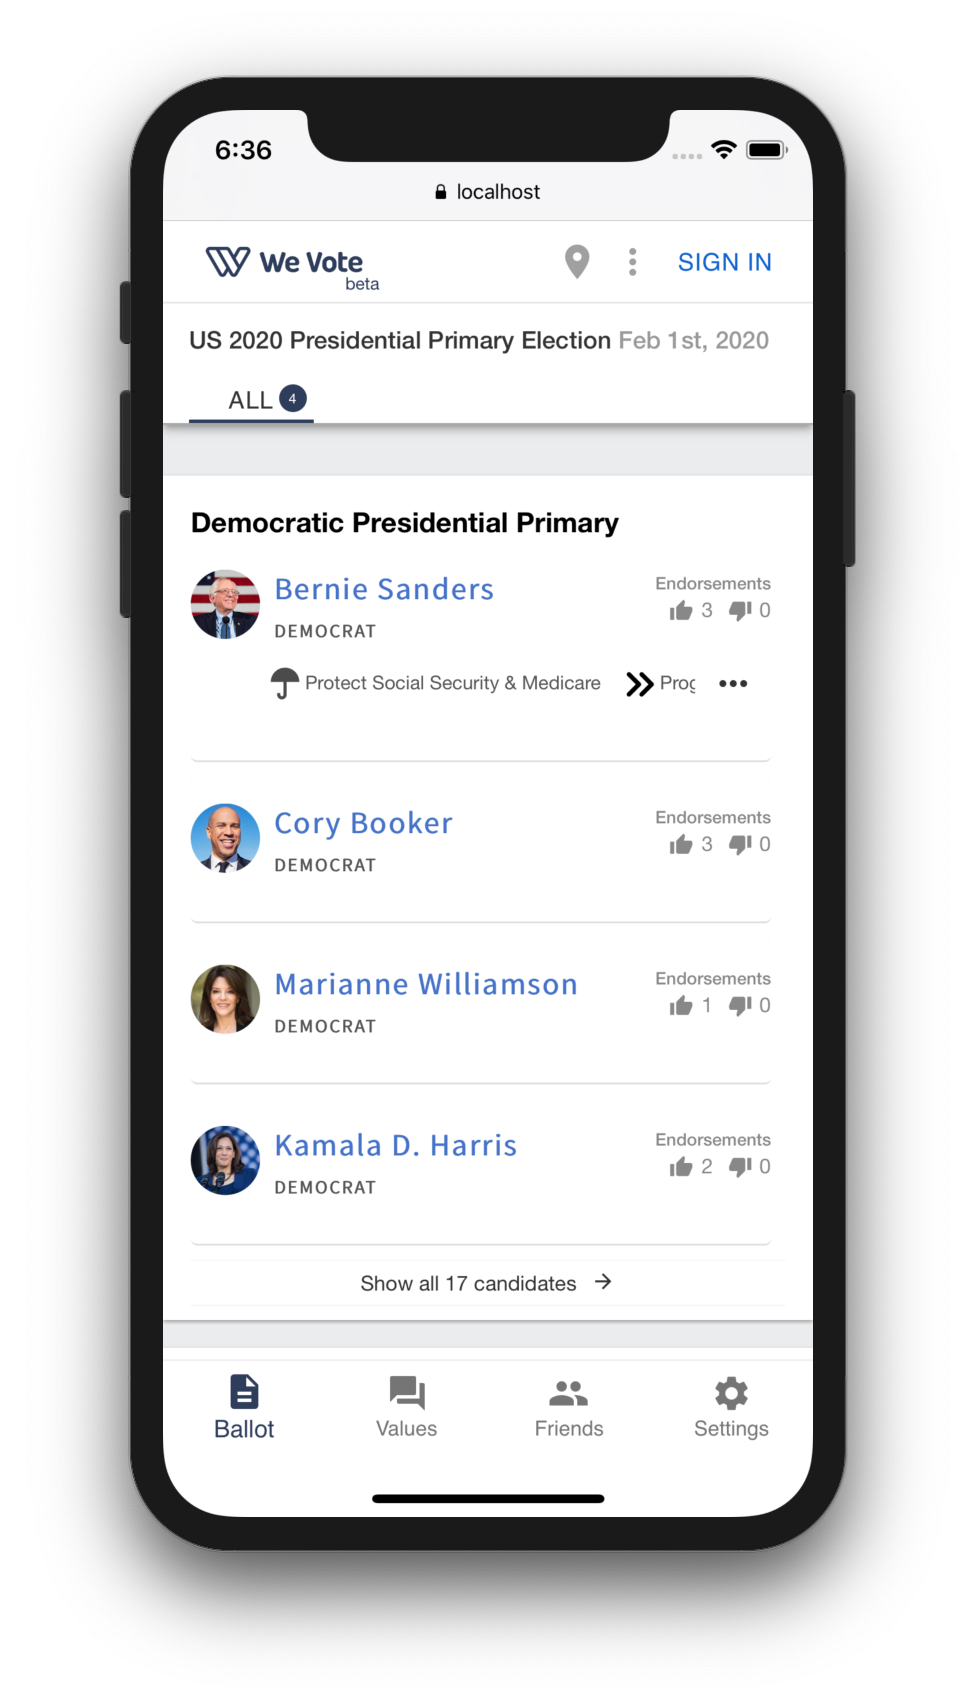 6:36
localhost
We Vote
beta
SIGN IN
US 2020 Presidential Primary Election Feb 1st, 2020
ALL 4
Democratic Presidential Primary
Bernie Sanders
Endorsements
DEMOCRAT
3 0
Protect Social Security & Medicare
Prog
Cory Booker
Endorsements
DEMOCRAT
3 0
Marianne Williamson
Endorsements
DEMOCRAT
1 0
Kamala D. Harris
Endorsements
DEMOCRAT
2 0
Show all 17 candidates
Ballot
Values
Friends
Settings